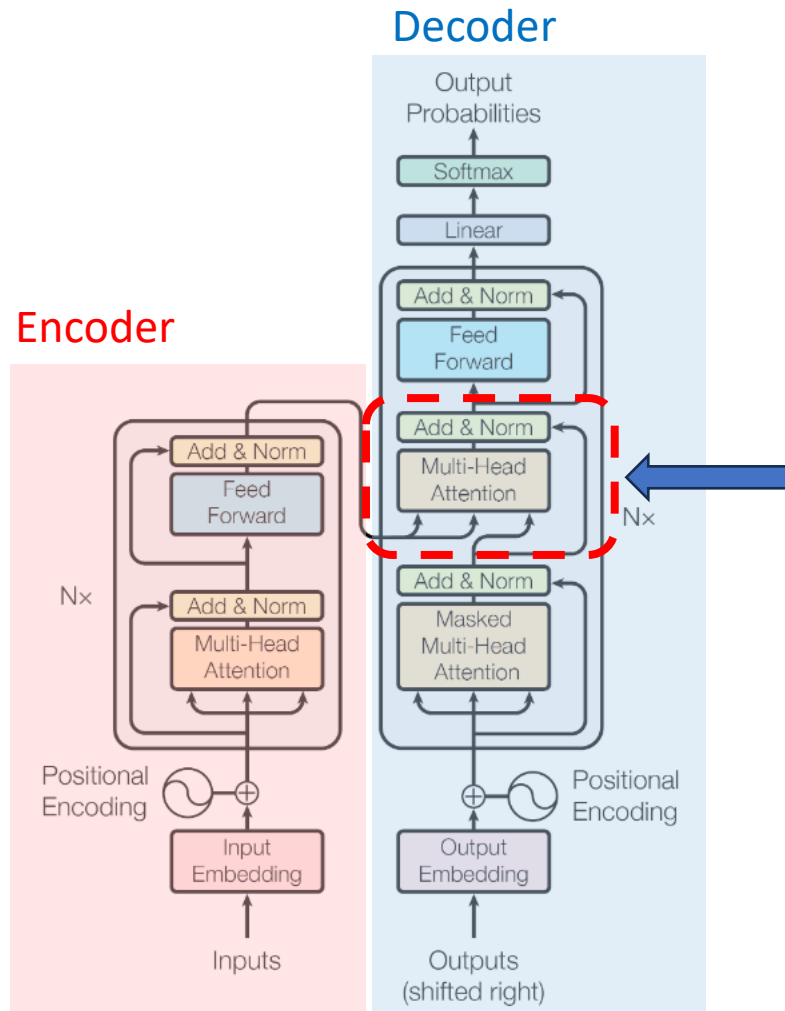 Decoder
Output
Probabilities
Softmax
Linear
Add & Norm
Feed
Forward
Add & Norm
Multi-Head
Attention
Nx
Add & Norm
Masked
Multi-Head
Attention
Positional
Encoding
Output
Embedding
Outputs
(shifted right)
Encoder
Add & Norm
Feed
Forward
Nx
Add & Norm
Multi-Head
Attention
Positional
Encoding
Input
Embedding
Inputs